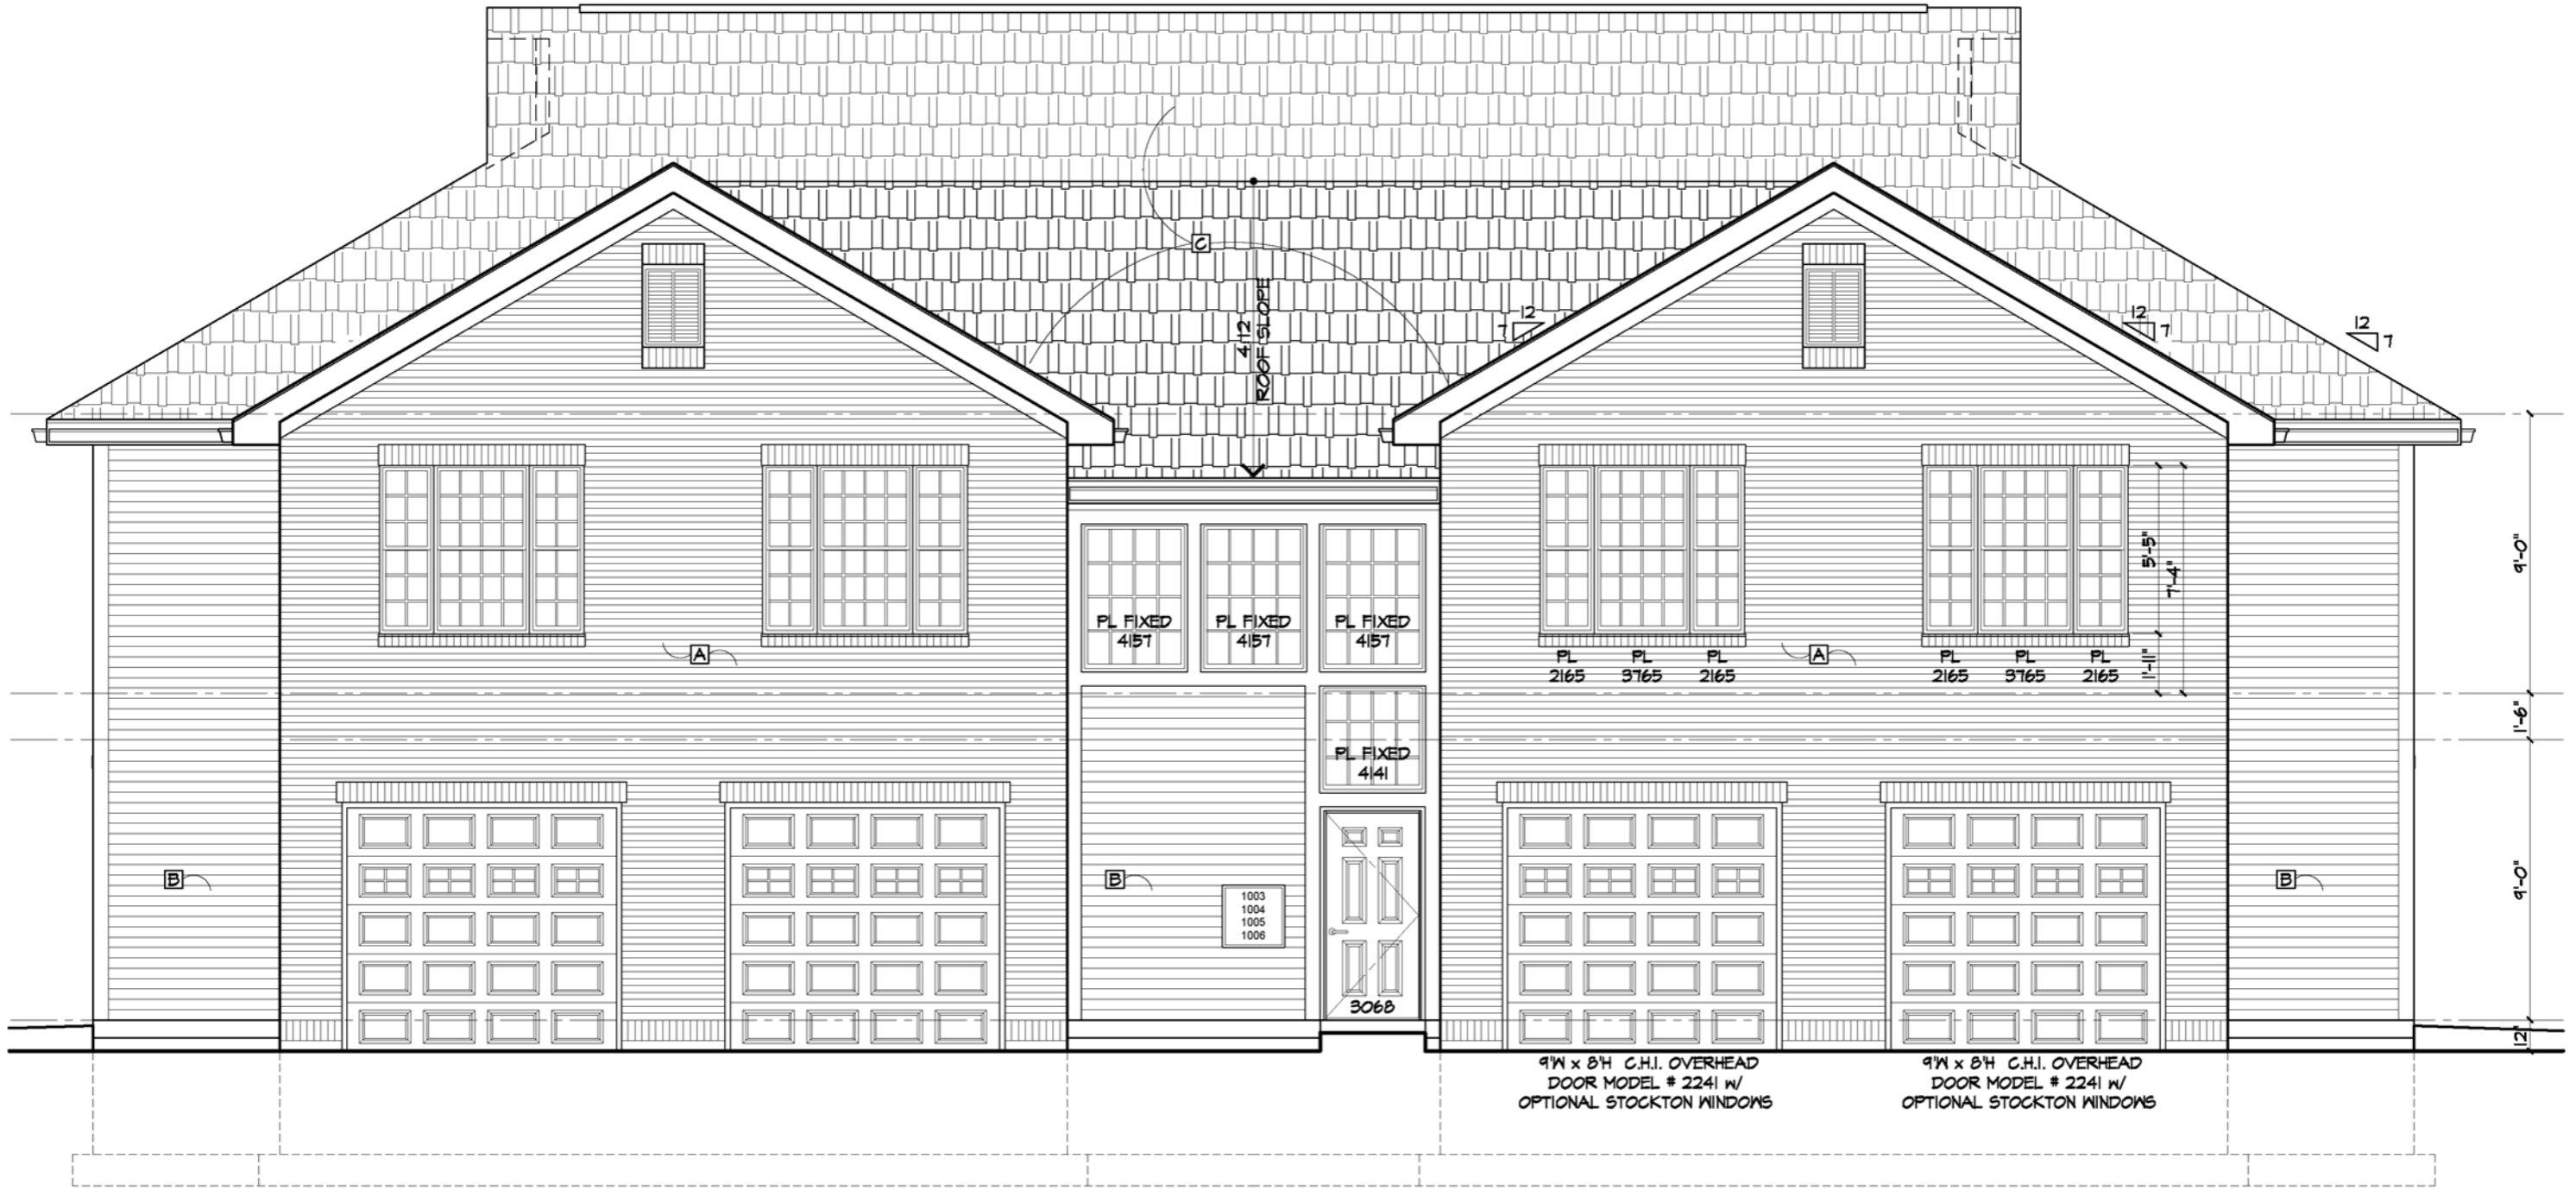 C
4:12
ROOF SLOPE
12
7
12
7
12
7
9'-0"
5'-5"
7'-4"
1'-11"
1'-6"
9'-0"
12"
PL FIXED
4157
PL FIXED
4157
PL FIXED
4157
A
PL
2165
PL
3765
PL
2165
A
PL
2165
PL
3765
PL
2165
PL FIXED
4141
B
B
B
1003
1004
1005
1006
3068
9'W x 8'H C.H.I. OVERHEAD
DOOR MODEL # 2241 w/
OPTIONAL STOCKTON WINDOWS
9'W x 8'H C.H.I. OVERHEAD
DOOR MODEL # 2241 w/
OPTIONAL STOCKTON WINDOWS